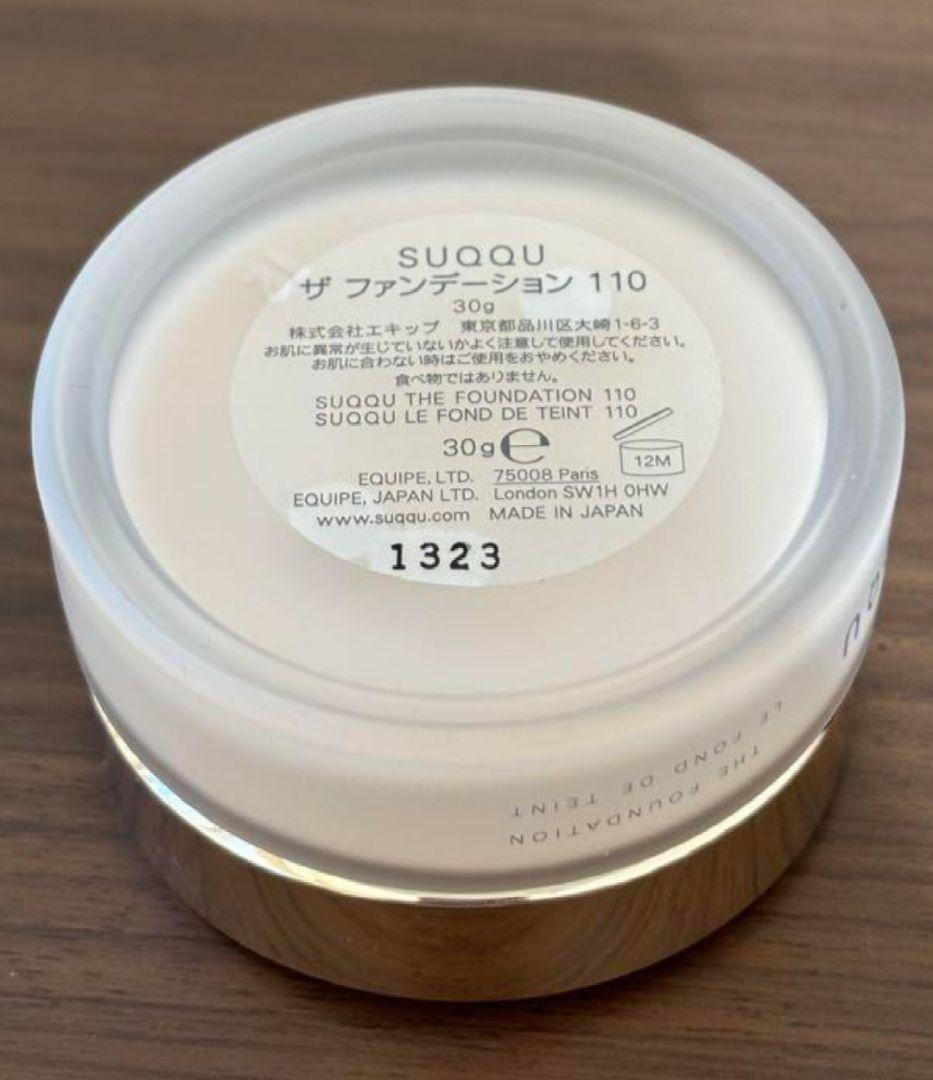 SUQQU
ザ ファンデーション 110
30g
株式会社エキップ 東京都品川区大崎1-6-3
お肌に異常が生じていないかよく注意して使用してください。
お肌に合わない時はご使用をおやめください。
食べ物ではありません。
SUQQU THE FOUNDATION 110
SUQQU LE FOND DE TEINT 110
30g e
12M
EQUIPE, LTD. 75008 Paris
EQUIPE, JAPAN LTD. London SW1H 0HW
www.suqqu.com MADE IN JAPAN
1323
THE FOUNDATION
LE FOND DE TEINT